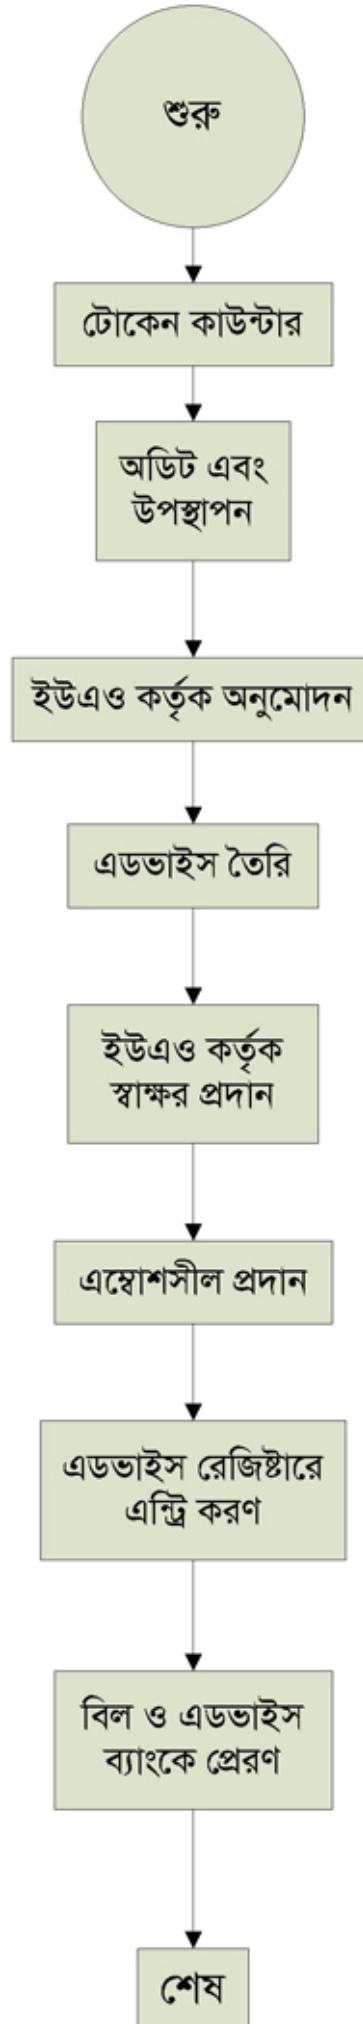 শুরু
টোকেন কাউন্টার
অডিট এবং
উপস্থাপন
ইউএও কর্তৃক অনুমোদন
এডভাইস তৈরি
ইউএও কর্তৃক
স্বাক্ষর প্রদান
এম্বোশসীল প্রদান
এডভাইস রেজিষ্টারে
এন্ট্রি করণ
বিল ও এডভাইস
ব্যাংকে প্রেরণ
শেষ